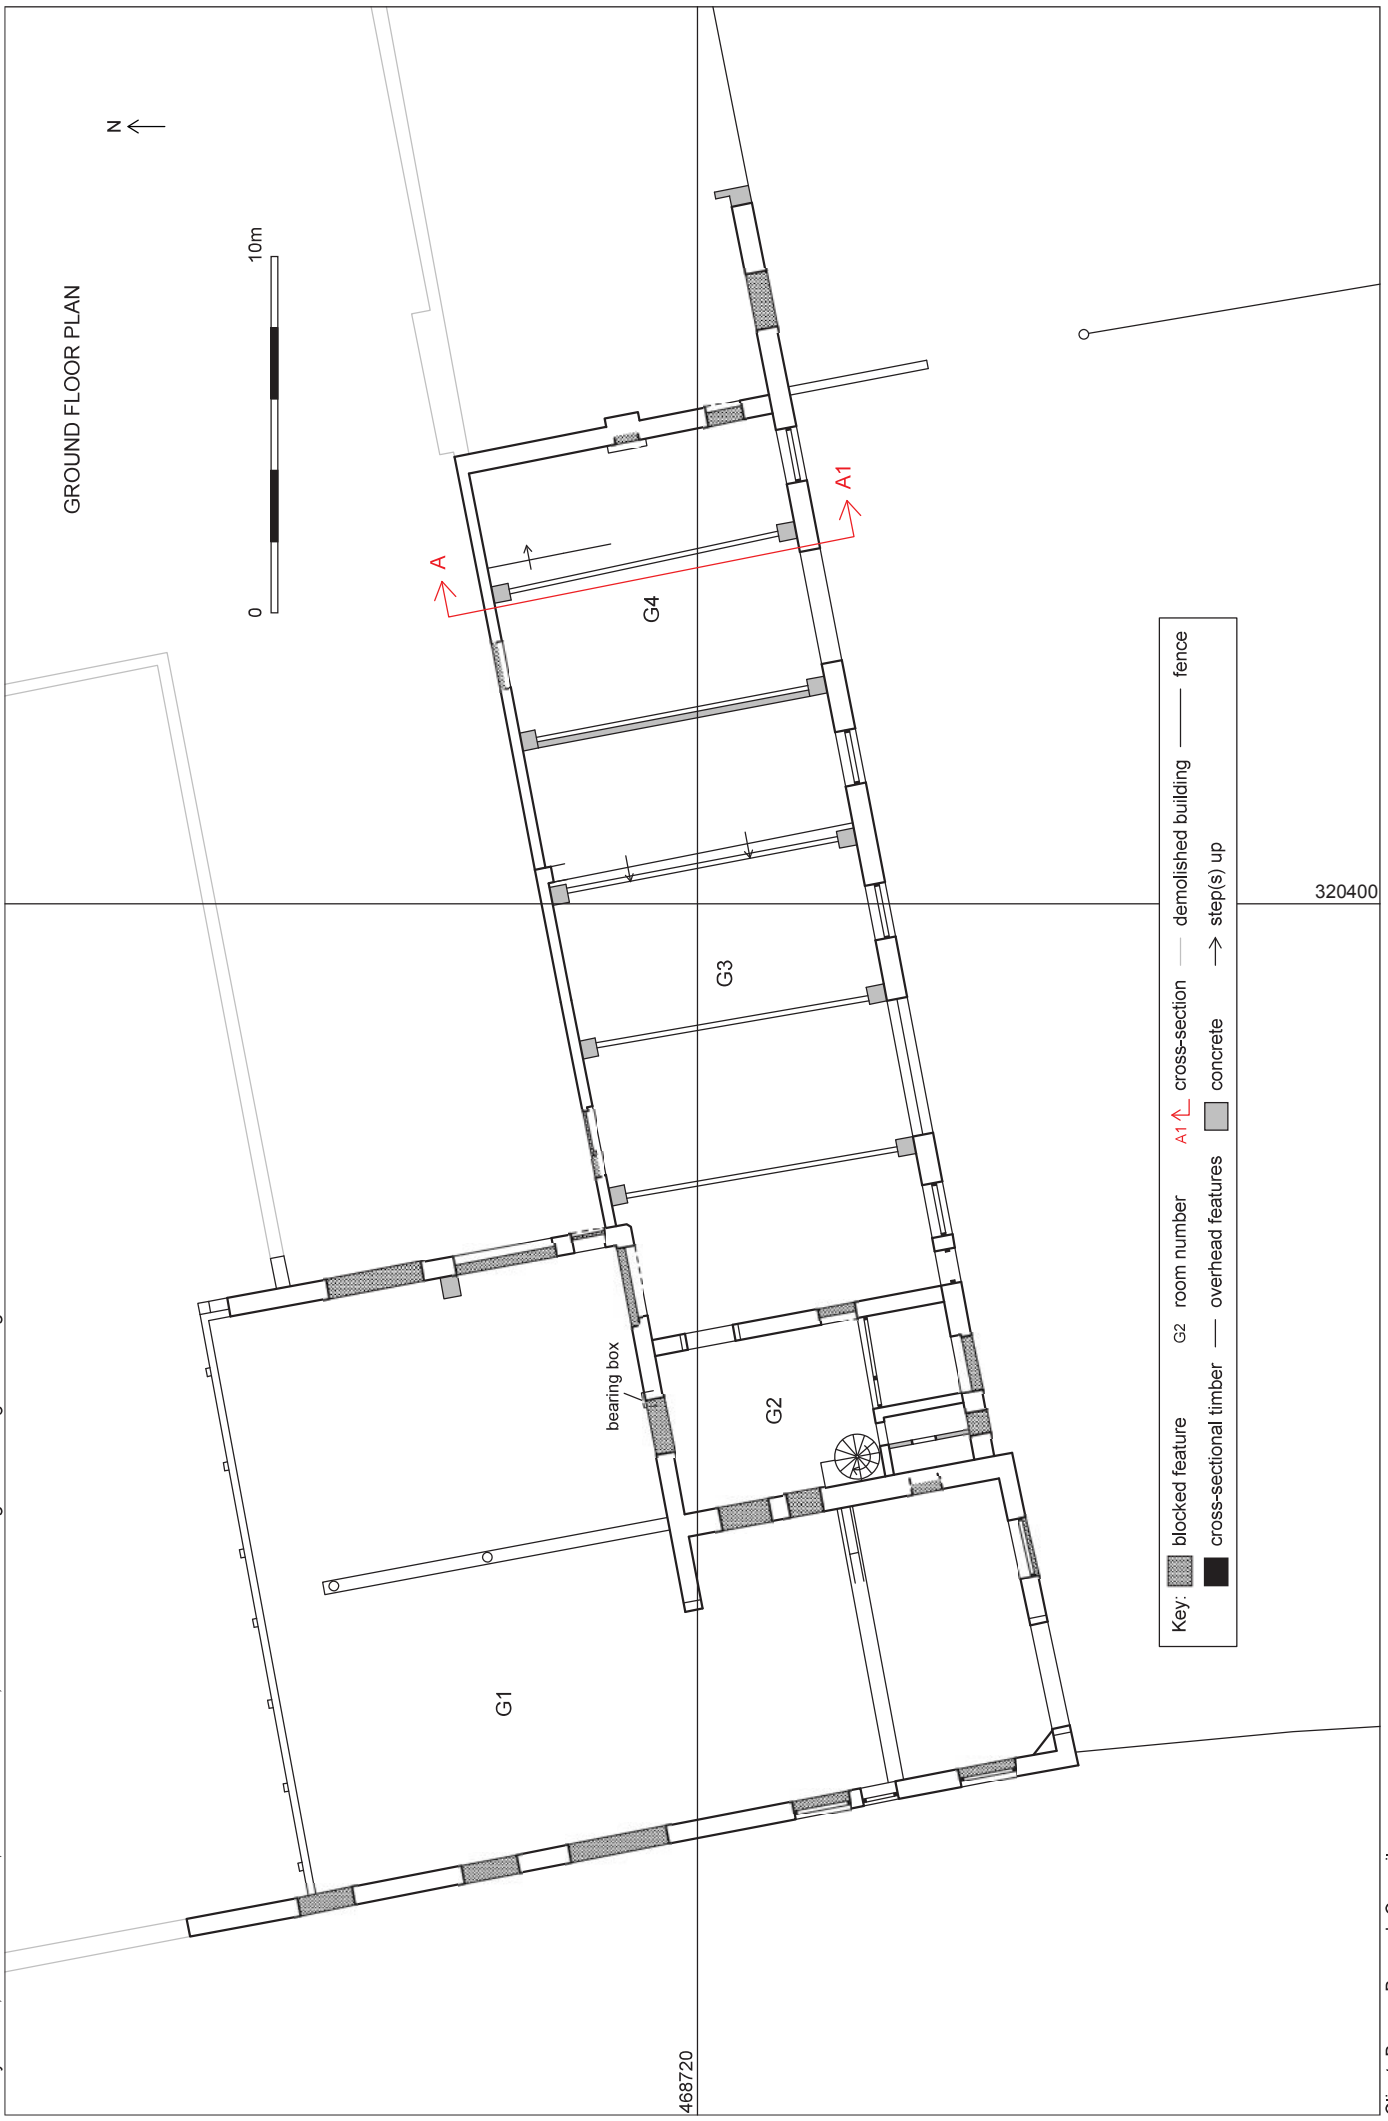 GROUND FLOOR PLAN
N
0
10m
A
A1
G4
G3
G2
G1
bearing box
320400
468720
Key:
blocked feature
G2 room number
A1 cross-section
demolished building
fence
cross-sectional timber
overhead features
concrete
step(s) up